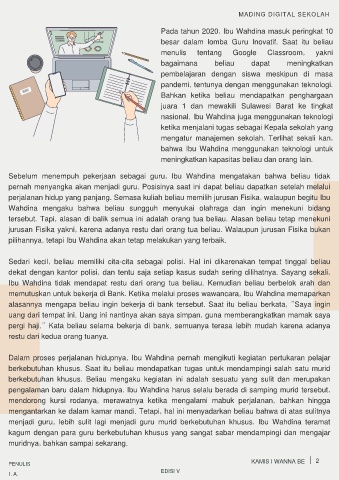 MADING DIGITAL SEKOLAH
Pada tahun 2020, Ibu Wahdina masuk peringkat 10
besar dalam lomba Guru Inovatif. Saat itu beliau
menulis tentang Google Classroom, yakni
bagaimana beliau dapat meningkatkan
pembelajaran dengan siswa meskipun di masa
pandemi, tentunya dengan menggunakan teknologi.
Bahkan ketika beliau mendapatkan penghargaan
juara 1 dan mewakili Sulawesi Barat ke tingkat
nasional. Ibu Wahdina juga menggunakan teknologi
ketika menjalani tugas sebagai Kepala sekolah yang
mengatur manajemen sekolah. Terlihat sekali kan,
bahwa Ibu Wahdina menggunakan teknologi untuk
meningkatkan kapasitas beliau dan orang lain.
Sebelum menempuh pekerjaan sebagai guru, Ibu Wahdina mengatakan bahwa beliau tidak
pernah menyangka akan menjadi guru. Posisinya saat ini dapat beliau dapatkan setelah melalui
perjalanan hidup yang panjang. Semasa kuliah beliau memilih jurusan Fisika, walaupun begitu Ibu
Wahdina mengaku bahwa beliau sungguh menyukai olahraga dan ingin menekuni bidang
tersebut. Tapi, alasan di balik semua ini adalah orang tua beliau. Alasan beliau tetap menekuni
jurusan Fisika yakni, karena adanya restu dari orang tua beliau. Walaupun jurusan Fisika bukan
pilihannya, tetapi Ibu Wahdina akan tetap melakukan yang terbaik.
Sedari kecil, beliau memiliki cita-cita sebagai polisi. Hal ini dikarenakan tempat tinggal beliau
dekat dengan kantor polisi, dan tentu saja setiap kasus sudah sering dilihatnya. Sayang sekali,
Ibu Wahdina tidak mendapat restu dari orang tua beliau. Kemudian beliau berbelok arah dan
memutuskan untuk bekerja di Bank. Ketika melalui proses wawancara, Ibu Wahdina memaparkan
alasannya mengapa beliau ingin bekerja di bank tersebut. Saat itu beliau berkata, "Saya ingin
uang dari tempat ini. Uang ini nantinya akan saya simpan, guna memberangkatkan mamak saya
pergi haji." Kata beliau selama bekerja di bank, semuanya terasa lebih mudah karena adanya
restu dari kedua orang tuanya.
Dalam proses perjalanan hidupnya, Ibu Wahdina pernah mengikuti kegiatan pertukaran pelajar
berkebutuhan khusus. Saat itu beliau mendapatkan tugas untuk mendampingi salah satu murid
berkebutuhan khusus. Beliau mengaku kegiatan ini adalah sesuatu yang sulit dan merupakan
pengalaman baru dalam hidupnya. Ibu Wahdina harus selalu berada di samping murid tersebut,
mendorong kursi rodanya, merawatnya ketika mengalami mabuk perjalanan, bahkan hingga
mengantarkan ke dalam kamar mandi. Tetapi, hal ini menyadarkan beliau bahwa di atas sulitnya
menjadi guru, lebih sulit lagi menjadi guru murid berkebutuhan khusus. Ibu Wahdina teramat
kagum dengan para guru berkebutuhan khusus yang sangat sabar mendampingi dan mengajar
muridnya, bahkan sampai sekarang.
PENULIS
I. A.
EDISI V
KAMIS I WANNA BE | 2